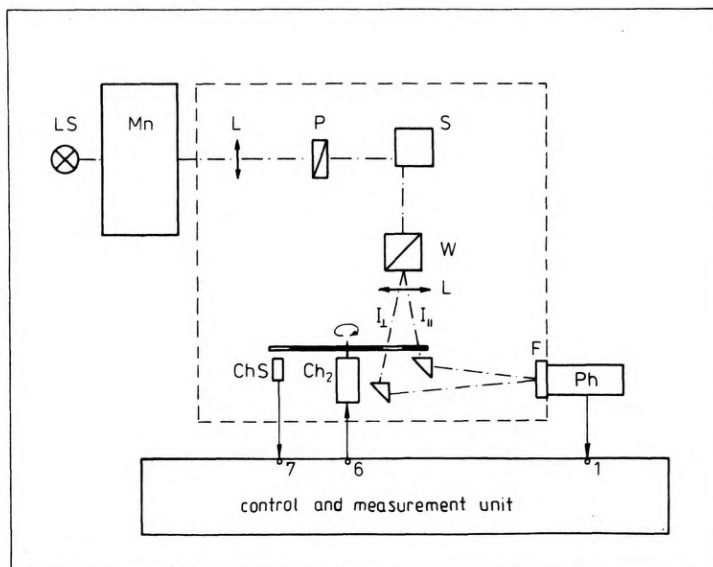 LS
Mn
L
P
S
W
L
I⊥
I||
F
ChS
Ch2
Ph
7
6
1
control and measurement unit